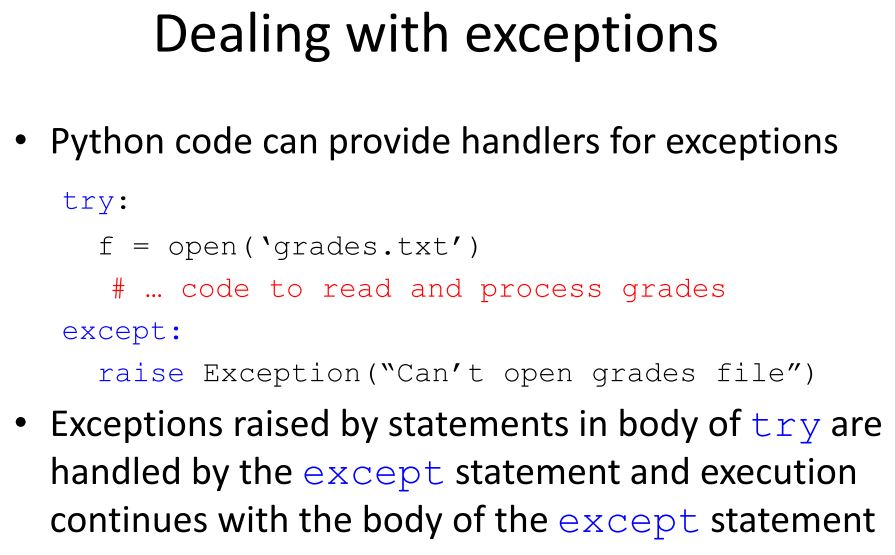 Dealing with exceptions
• Python code can provide handlers for exceptions
try:
f = open(‘grades.txt’)
# … code to read and process grades
except:
raise Exception(“Can’t open grades file”)
• Exceptions raised by statements in body of try are
handled by the except statement and execution
continues with the body of the except statement